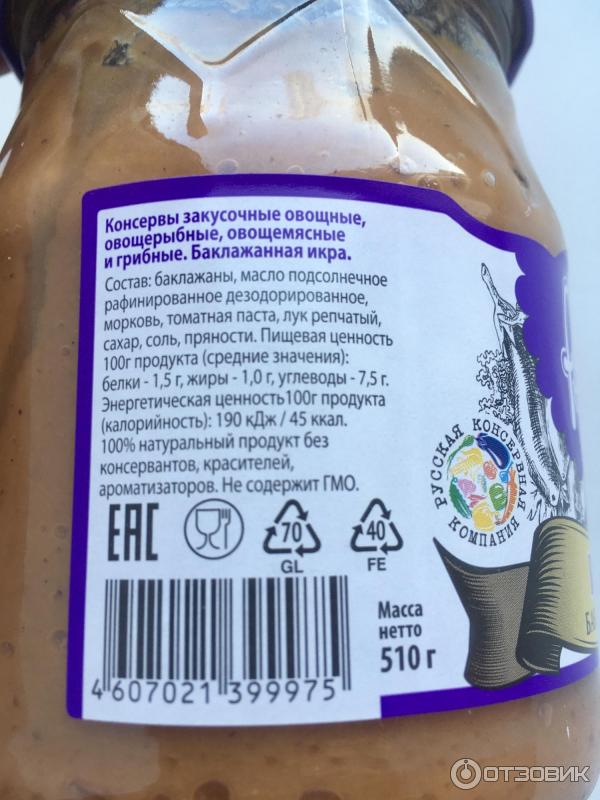 Консервы закусочные овощные,
овощерыбные, овощемясные
и грибные. Баклажанная икра.
Состав: баклажаны, масло подсолнечное
рафинированное дезодорированное,
морковь, томатная паста, лук репчатый,
сахар, соль, пряности. Пищевая ценность
100г продукта (средние значения):
белки - 1,5 г, жиры - 1,0 г, углеводы - 7,5 г.
Энергетическая ценность100г продукта
(калорийность): 190 кДж / 45 ккал.
100% натуральный продукт без
консервантов, красителей,
ароматизаторов. Не содержит ГМО.
РУССКАЯ КОНСЕРВНАЯ КОМПАНИЯ
ЕАС
70
GL
40
FE
Масса
нетто
510 г
4 607021 399975
ОТЗОВИК